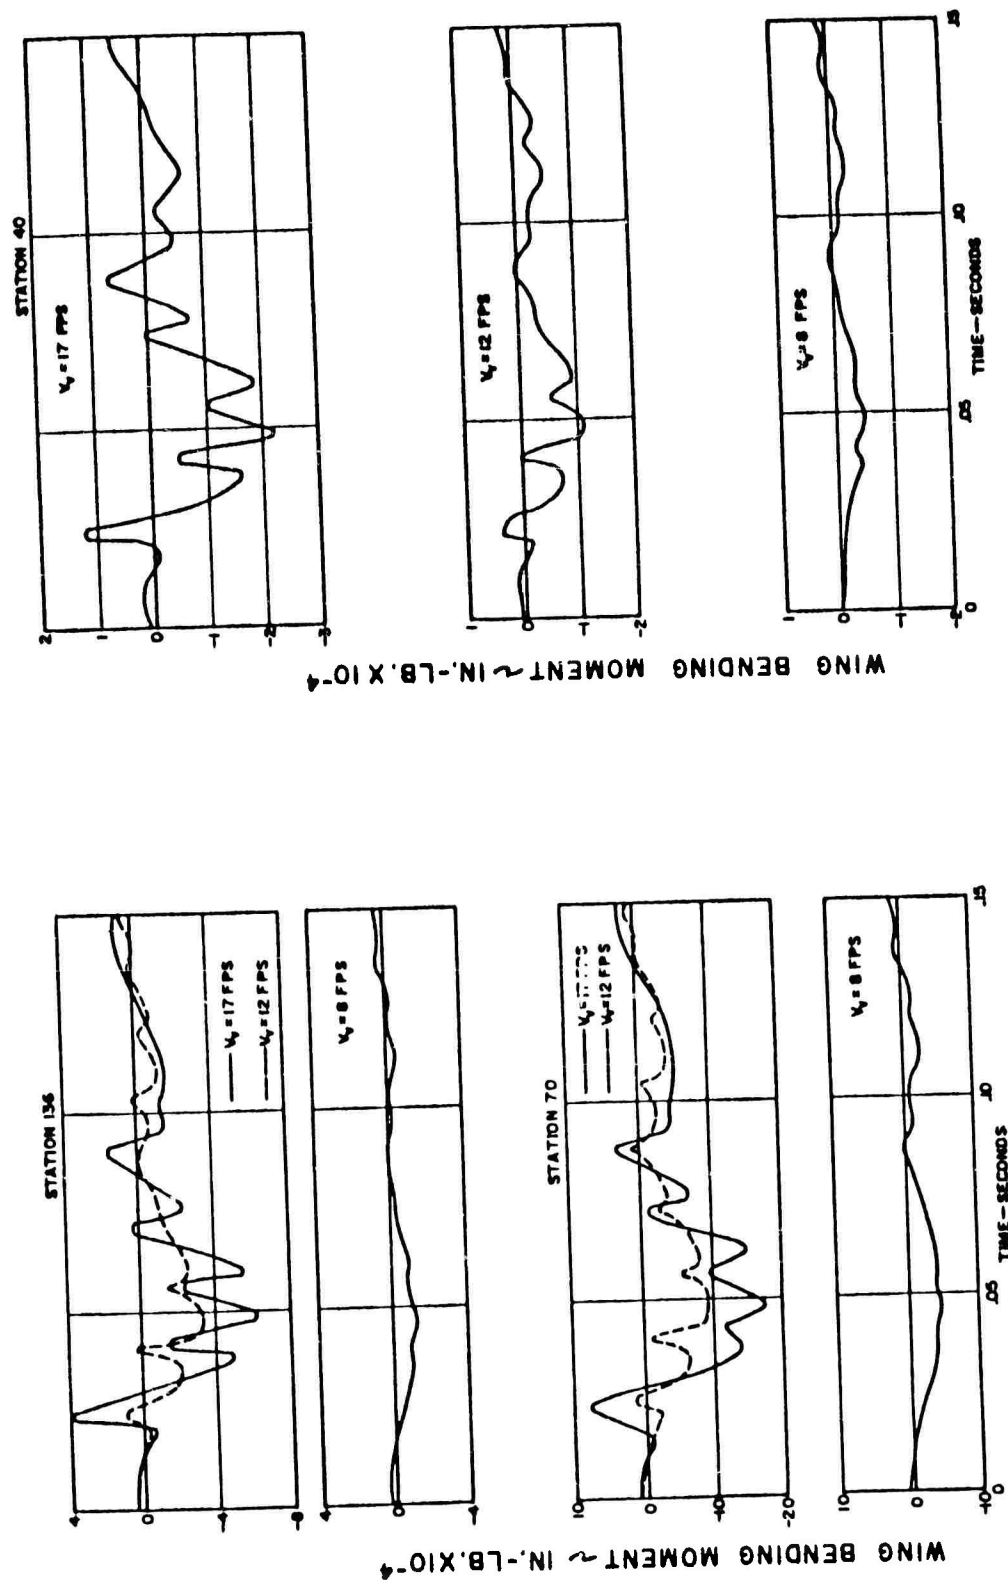 STATION 136
4
0
-4
-8
Vv = 17 FPS
Vv = 12 FPS
4
0
-4
Vv = 8 FPS
STATION 70
10
0
-10
-20
Vv = 17 FPS
Vv = 12 FPS
10
0
-10
Vv = 8 FPS
0
.05
.10
.15
TIME—SECONDS
WING BENDING MOMENT ~ IN.-LB. X10-4
STATION 40
2
1
0
-1
-2
-3
Vv = 17 FPS
1
0
-1
-2
Vv = 12 FPS
1
0
-1
-2
Vv = 8 FPS
0
.05
.10
.15
TIME—SECONDS
WING BENDING MOMENT ~ IN.-LB. X 10-4